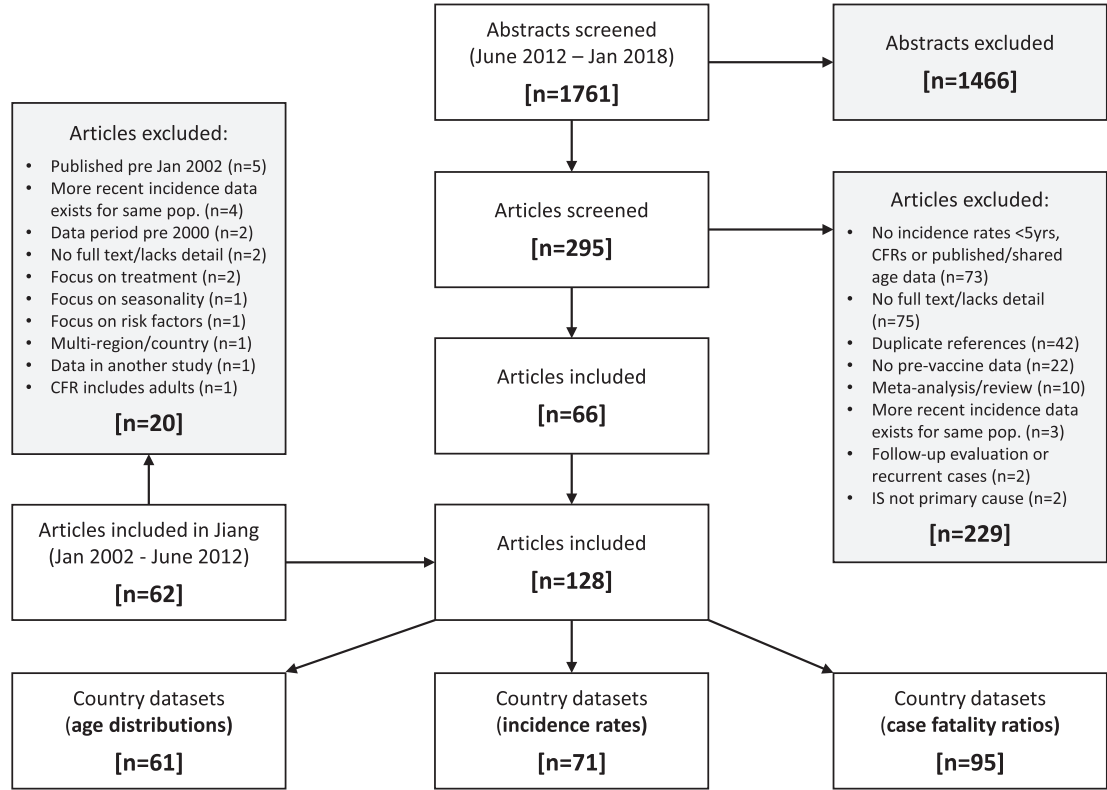 Abstracts screened
(June 2012 – Jan 2018)
[n=1761]
Abstracts excluded
[n=1466]
Articles excluded:
• Published pre Jan 2002 (n=5)
• More recent incidence data
exists for same pop. (n=4)
• Data period pre 2000 (n=2)
• No full text/lacks detail (n=2)
• Focus on treatment (n=2)
• Focus on seasonality (n=1)
• Focus on risk factors (n=1)
• Multi-region/country (n=1)
• Data in another study (n=1)
• CFR includes adults (n=1)
[n=20]
Articles screened
[n=295]
Articles excluded:
• No incidence rates <5yrs,
CFRs or published/shared
age data (n=73)
• No full text/lacks detail
(n=75)
• Duplicate references (n=42)
• No pre-vaccine data (n=22)
• Meta-analysis/review (n=10)
• More recent incidence data
exists for same pop. (n=3)
• Follow-up evaluation or
recurrent cases (n=2)
• IS not primary cause (n=2)
[n=229]
Articles included
[n=66]
Articles included in Jiang
(Jan 2002 - June 2012)
[n=62]
Articles included
[n=128]
Country datasets
(age distributions)
[n=61]
Country datasets
(incidence rates)
[n=71]
Country datasets
(case fatality ratios)
[n=95]